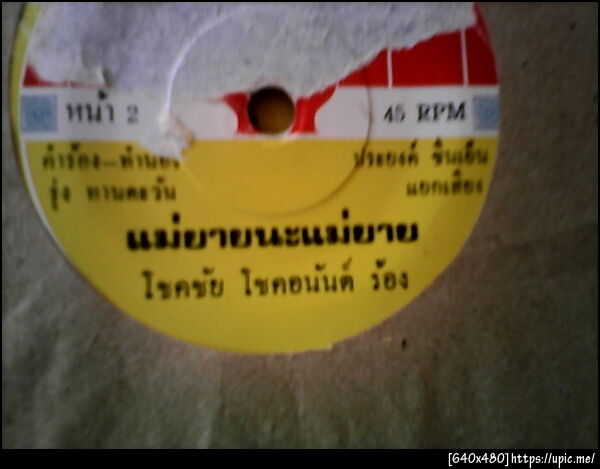 หน้า 2
45 RPM
คำร้อง-ทำนอง
รุ่ง ทานตะวัน
ประยงค์ ชื่นเย็น
แยกเสียง
แม่ยายนะแม่ยาย
โชคชัย โชคอนันต์ ร้อง
[640x480]https://upic.me/